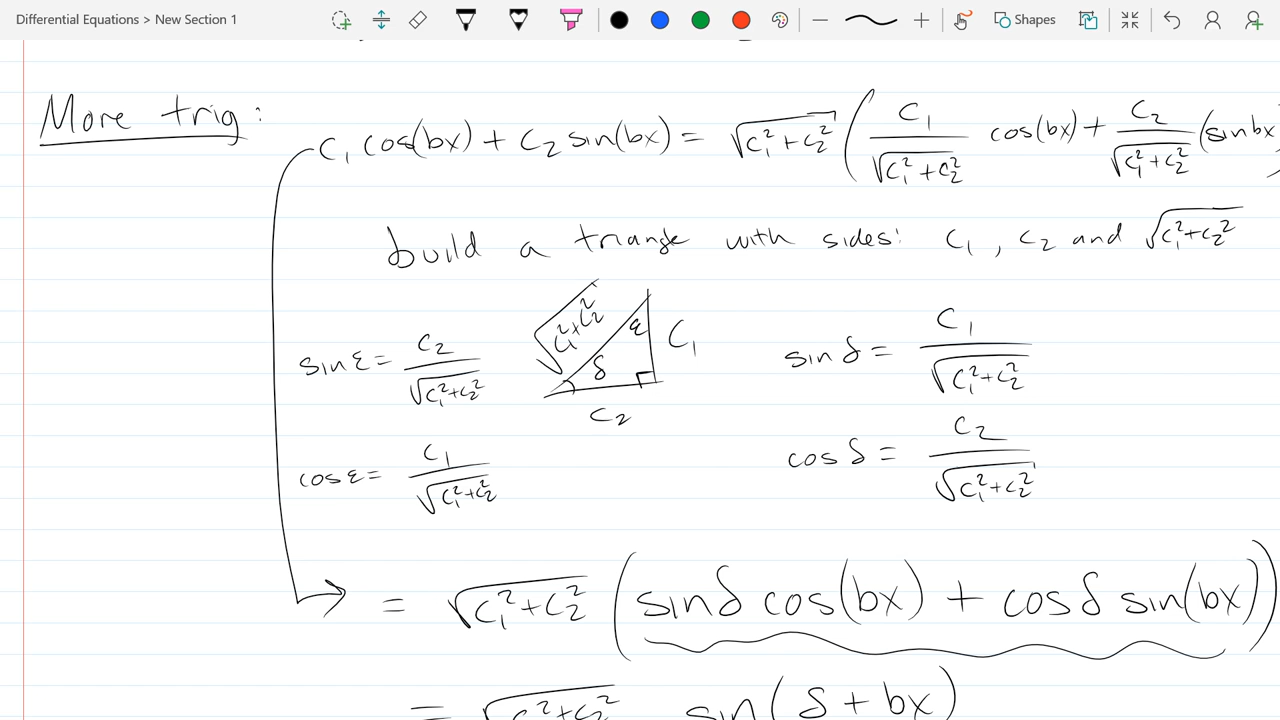 Differential Equations > New Section 1
Shapes
More trig:
C₁ cos(bx) + C₂ sin(bx) = √(C₁²+C₂²) ( C₁/√(C₁²+C₂²) cos(bx) + C₂/√(C₁²+C₂²) (sin bx
build a triangle with sides: C₁, C₂ and √(C₁²+C₂²)
sin ε = C₂/√(C₁²+C₂²)
√(C₁²+C₂²) ε δ C₁
C₂
sin δ = C₁/√(C₁²+C₂²)
cos ε = C₁/√(C₁²+C₂²)
cos δ = C₂/√(C₁²+C₂²)
= √(C₁²+C₂²) (sin δ cos(bx) + cos δ sin(bx))
= √(C₁²+C₂²) sin(δ + bx)